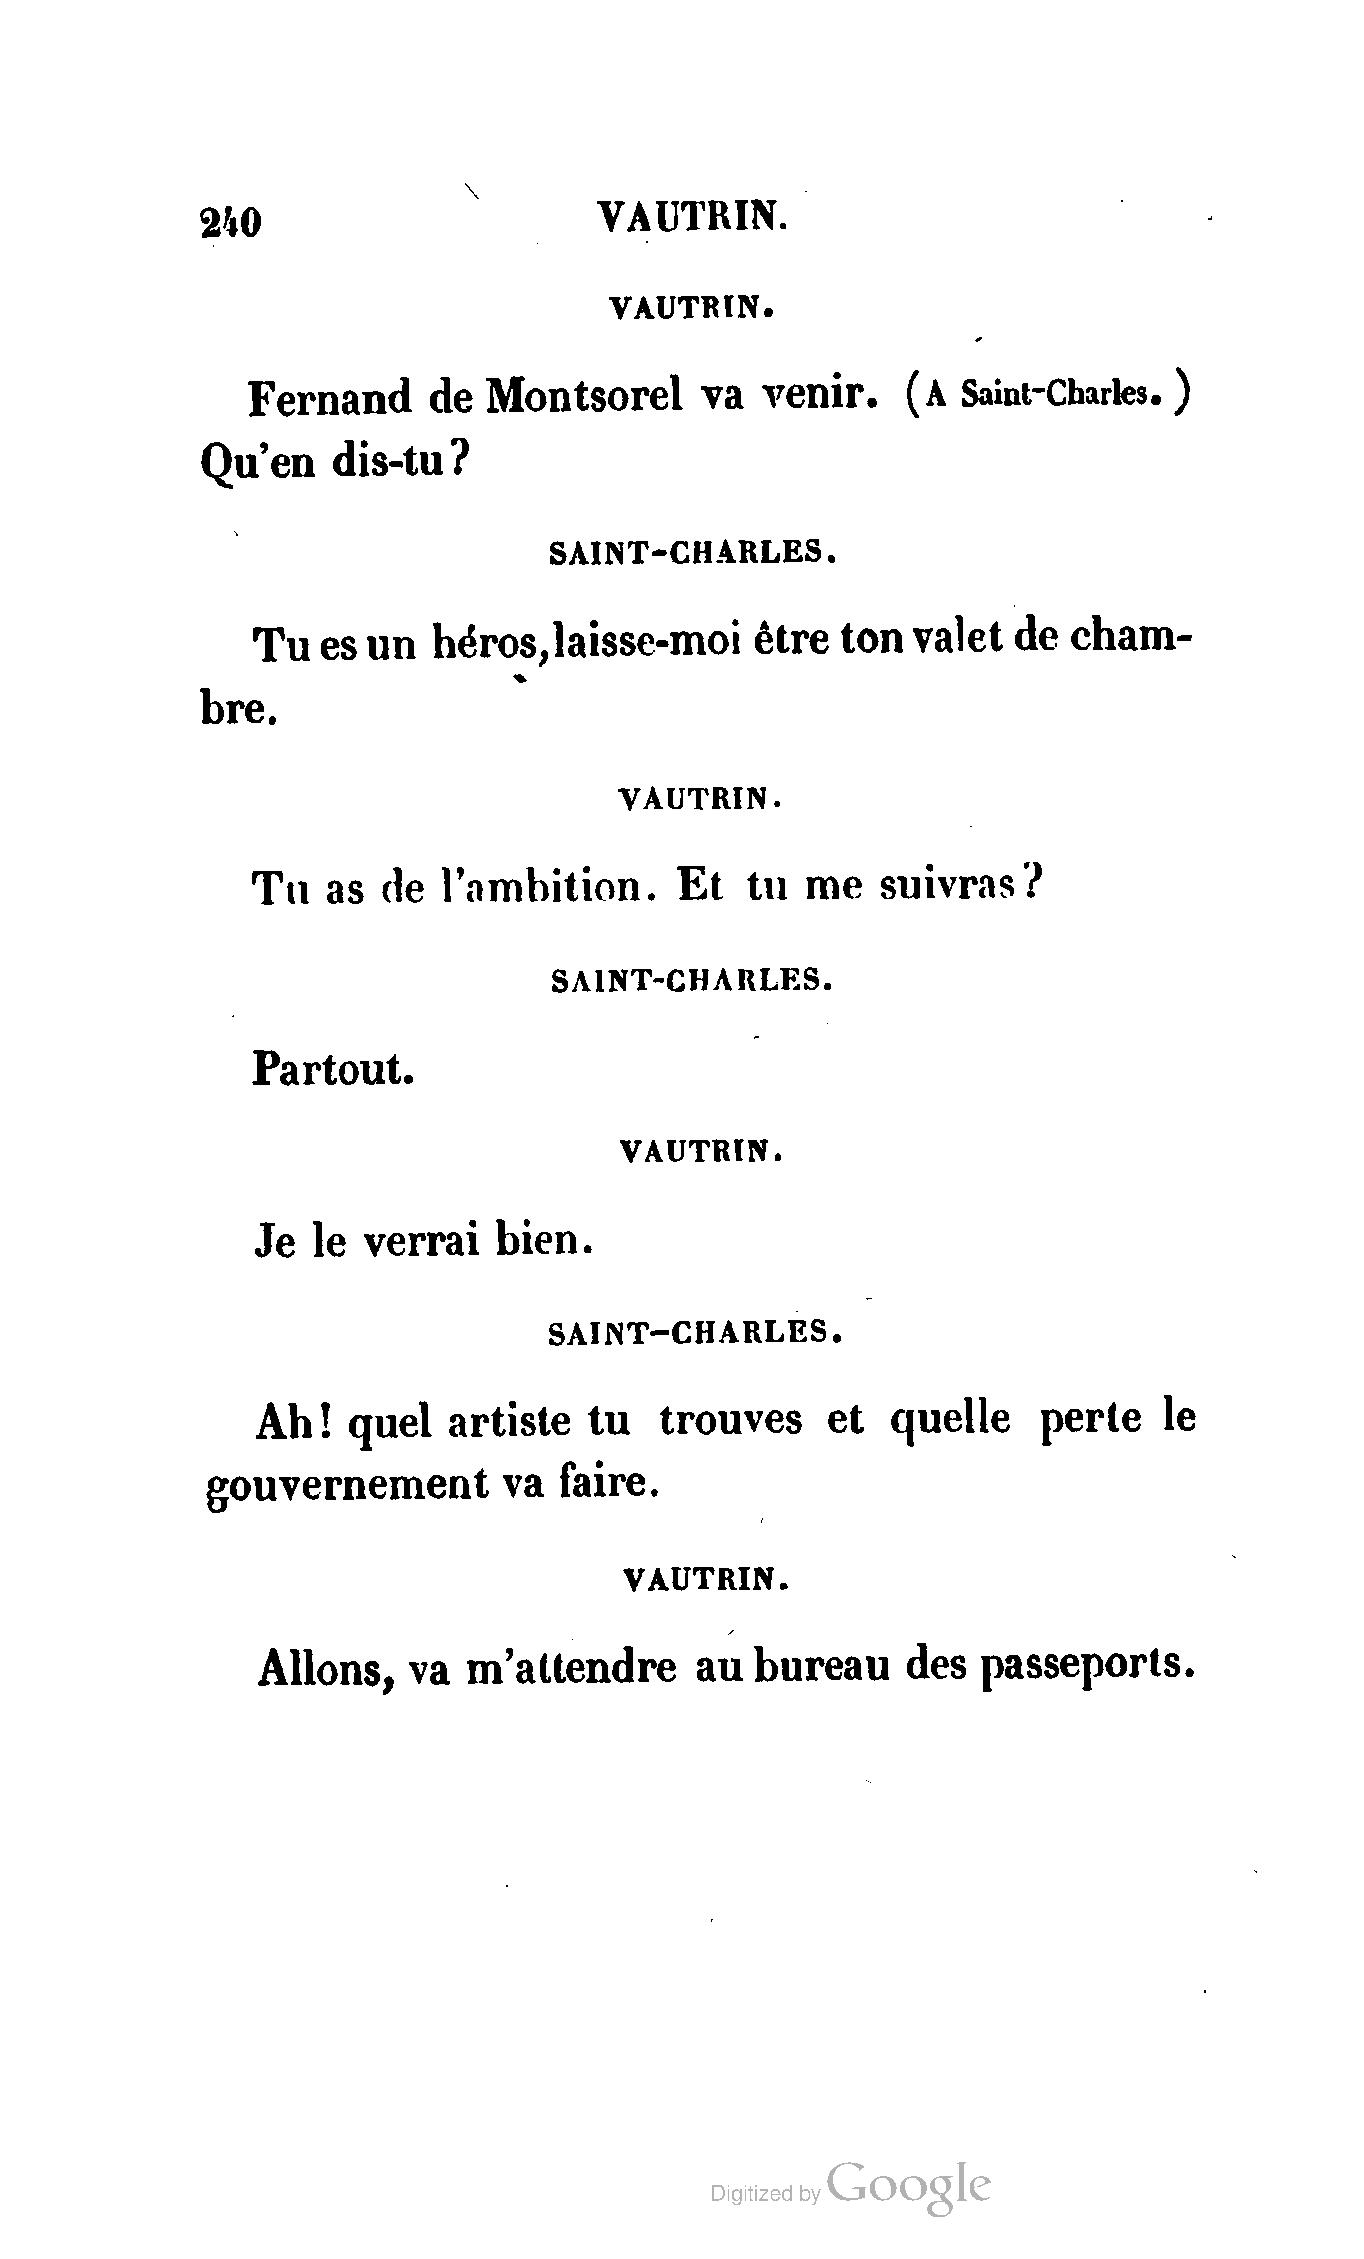 240
VAUTRIN.
VAUTRIN.
Fernand de Montsorel va venir. (A Saint-Charles.)
Qu'en dis-tu?
SAINT-CHARLES.
Tu es un héros, laisse-moi être ton valet de cham-
bre.
VAUTRIN.
Tu as de l'ambition. Et tu me suivras?
SAINT-CHARLES.
Partout.
VAUTRIN.
Je le verrai bien.
SAINT-CHARLES.
Ah! quel artiste tu trouves et quelle perte le
gouvernement va faire.
VAUTRIN.
Allons, va m'attendre au bureau des passeports.
Digitized by Google